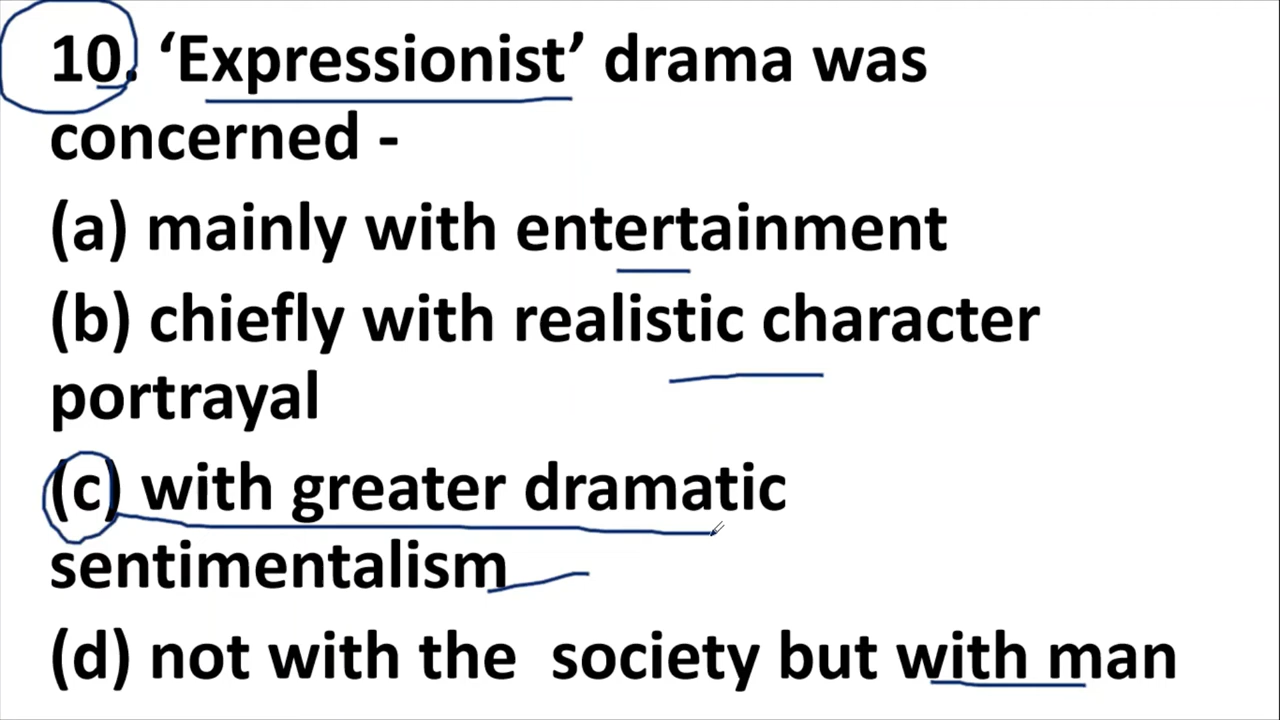 10. ‘Expressionist’ drama was
concerned -
(a) mainly with entertainment
(b) chiefly with realistic character
portrayal
(c) with greater dramatic
sentimentalism
(d) not with the society but with man